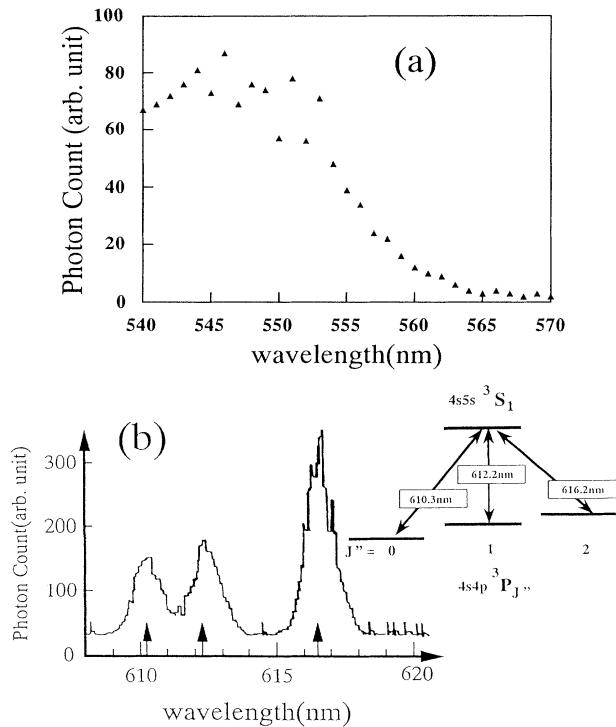 100
80
60
40
20
0
Photon Count (arb. unit)
(a)
540 545 550 555 560 565 570
wavelength(nm)
(b)
300
200
100
0
Photon Count(arb. unit)
610 615 620
wavelength(nm)
4s5s ³S₁
610.3nm
612.2nm
616.2nm
J"= 0 1 2
4s4p ³P J"